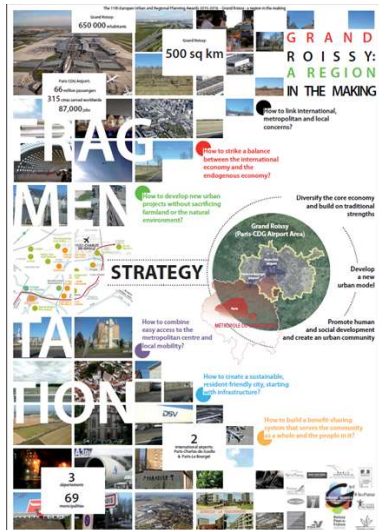 The 11th European Urban and Regional Planning Awards 2015-2016 - Grand Roissy : a region in the making
Grand Roissy:
650 000 inhabitants
Grand Roissy:
500 sq km
GRAND
ROISSY:
A REGION
IN THE MAKING
Paris CDG Airport:
66 million passengers
315 cities served worldwide
87,000 jobs
How to link international,
metropolitan and local
concerns?
FRAG
How to strike a balance
between the international
economy and the
endogenous economy?
MEN
How to develop new urban
projects without sacrificing
farmland or the natural
environment?
Diversify the core economy
and build on traditional
strengths
Grand Roissy
(Paris-CDG Airport Area)
STRATEGY
Develop
a new
urban model
Paris
Promote human
and social development
and create an urban community
TA
How to combine
easy access to the
metropolitan centre and
local mobility?
TION
How to create a sustainable,
resident-friendly city, starting
with infrastructure?
DSV
2
international airports:
Paris-Charles de Gaulle
& Paris-Le Bourget
How to build a benefit-sharing
system that serves the community
as a whole and the people in it?
3
departements
69
municipalities